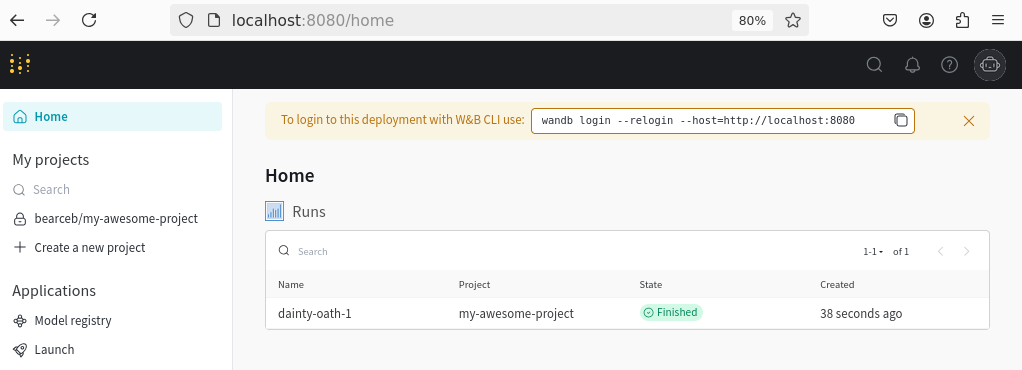 localhost:8080/home
80%
Home
To login to this deployment with W&B CLI use:
wandb login --relogin --host=http://localhost:8080
My projects
Search
bearceb/my-awesome-project
Create a new project
Applications
Model registry
Launch
Home
Runs
Search
1-1
of 1
Name Project State Created
dainty-oath-1 my-awesome-project Finished 38 seconds ago